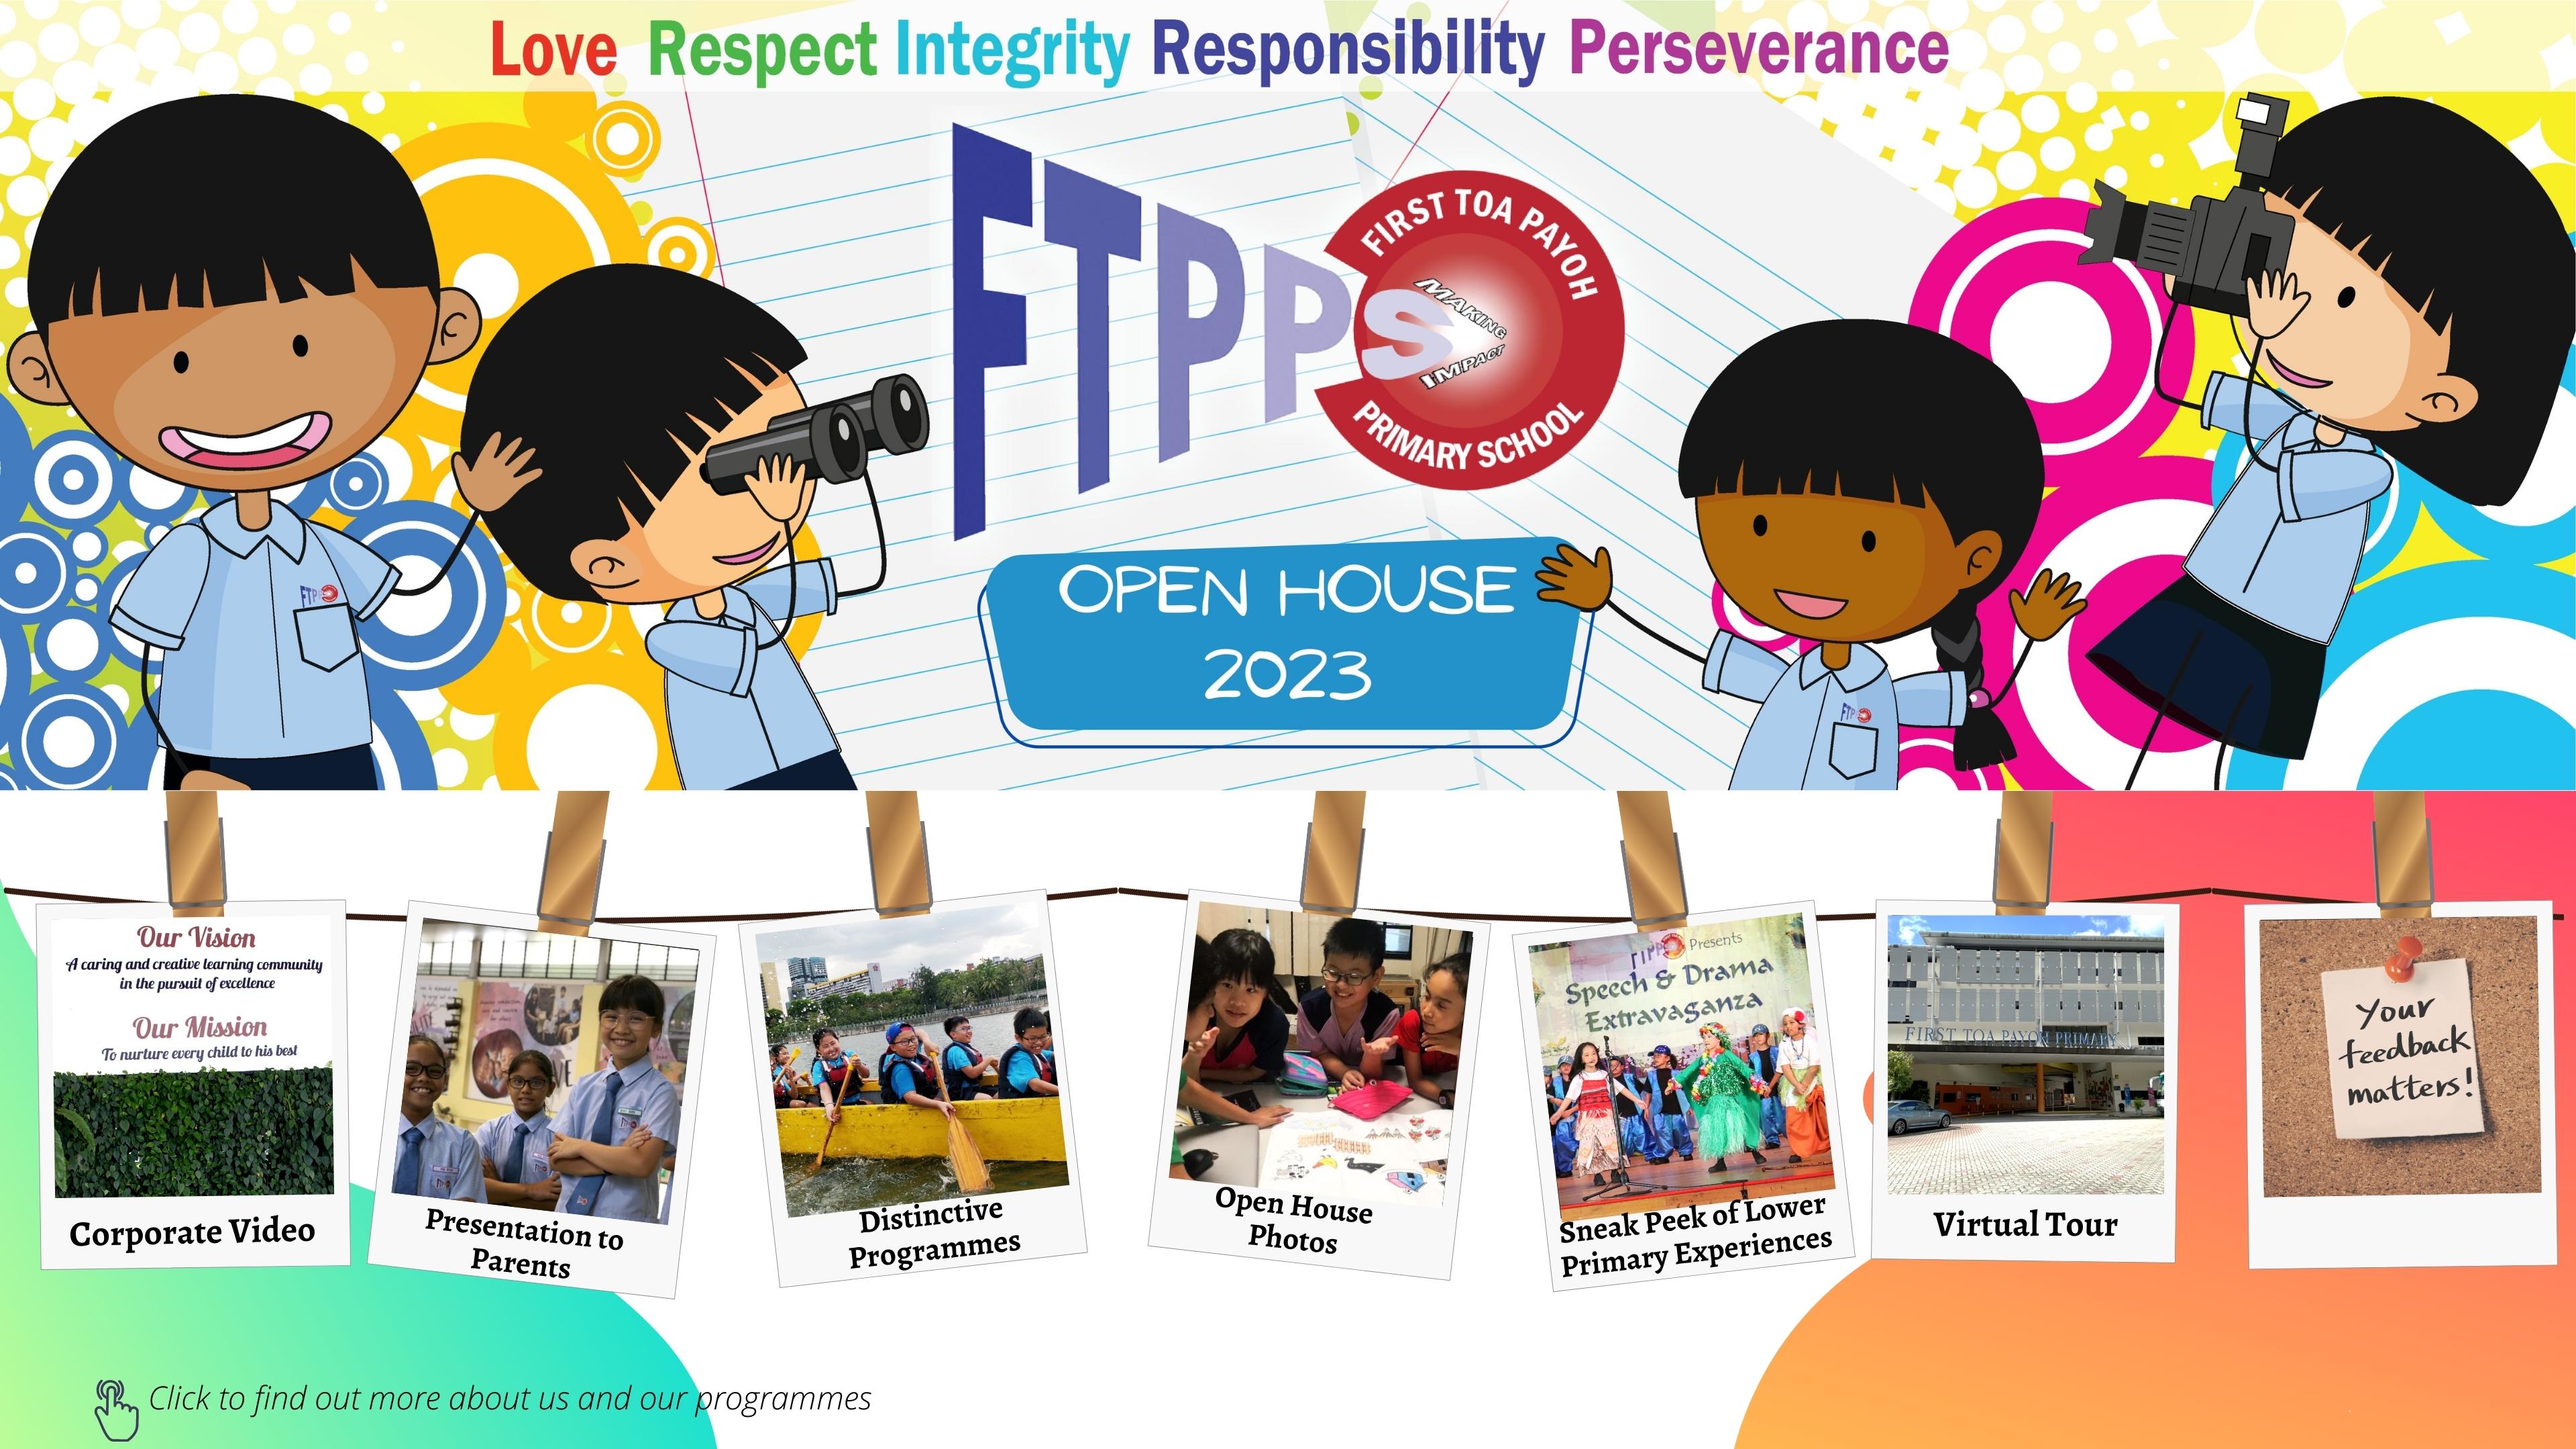 Love Respect Integrity Responsibility Perseverance
FTPPS
FIRST TOA PAYOH
MAKING
IMPACT
PRIMARY SCHOOL
OPEN HOUSE
2023
FTPPS
FTPPS
Our Vision
A caring and creative learning community
in the pursuit of excellence
Our Mission
To nurture every child to his best
Corporate Video
Presentation to
Parents
Distinctive
Programmes
Open House
Photos
FTPPS Presents
Speech & Drama
Extravaganza
Sneak Peek of Lower
Primary Experiences
FIRST TOA PAYOH PRIMARY
Virtual Tour
Your
feedback
matters!
Click to find out more about us and our programmes